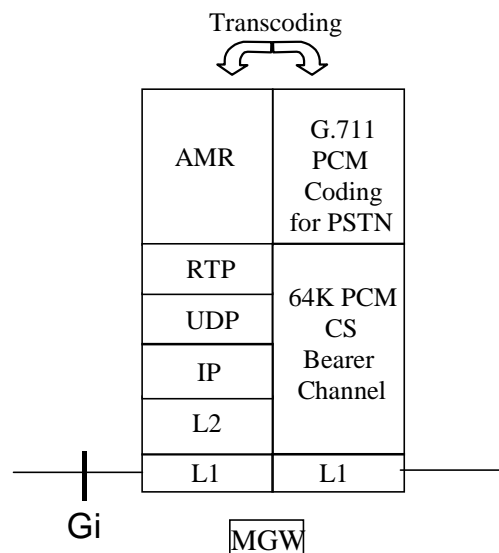 Transcoding
AMR
G.711
PCM
Coding
for PSTN
RTP
UDP
IP
L2
64K PCM
CS
Bearer
Channel
L1
L1
Gi
MGW